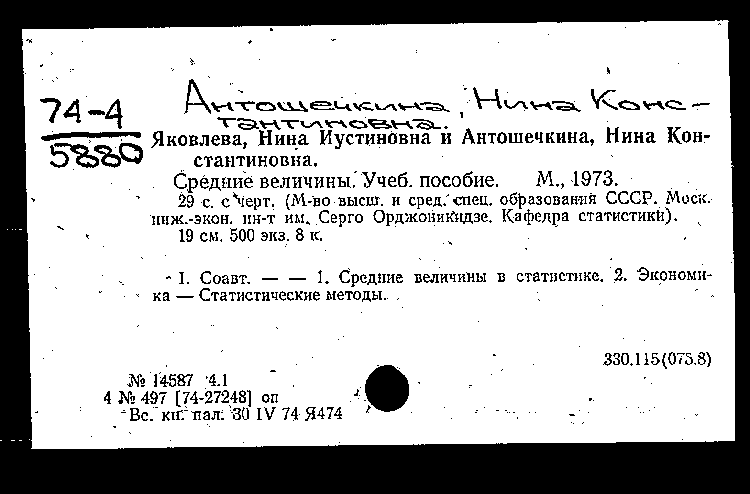 74-4
5880
Антошечкина, Нина Конс-
тантиновна.
Яковлева, Нина Иустиновна и Антошечкина, Нина Кон-
стантиновна.
Средние величины. Учеб. пособие. М., 1973.
29 с. с черт. (М-во высш. и сред. спец. образования СССР. Моск.
инж.-экон. ин-т им. Серго Орджоникидзе. Кафедра статистики).
19 см. 500 экз. 8 к.
I. Соавт. — — 1. Средние величины в статистике. 2. Экономи-
ка — Статистические методы.
330.115(075.8)
№ 14587 4.1
4 № 497 [74-27248] оп
Вс. кн. пал. 30 IV 74 Я474